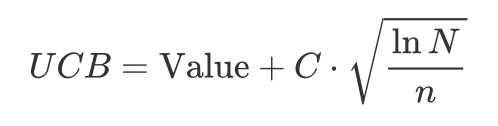 UCB = Value + C · √(ln N / n)